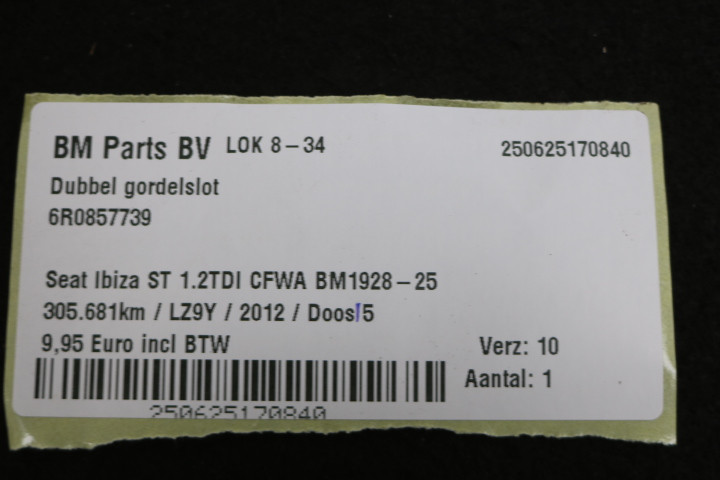 BM Parts BV LOK 8-34 250625170840
Dubbel gordelslot
6R0857739
Seat Ibiza ST 1.2TDI CFWA BM1928-25
305.681km / LZ9Y / 2012 / Doos 5
9,95 Euro incl BTW Verz: 10
Aantal: 1
250625170840